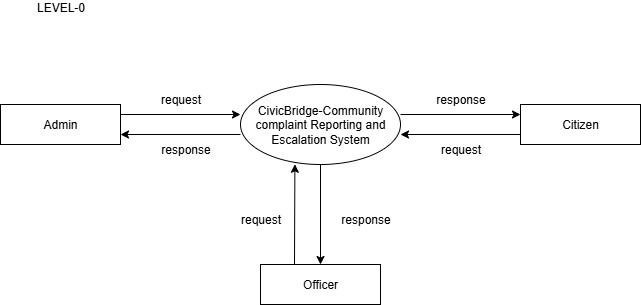 LEVEL-0
request
CivicBridge-Community
complaint Reporting and
Escalation System
response
Admin
Citizen
response
request
request
response
Officer